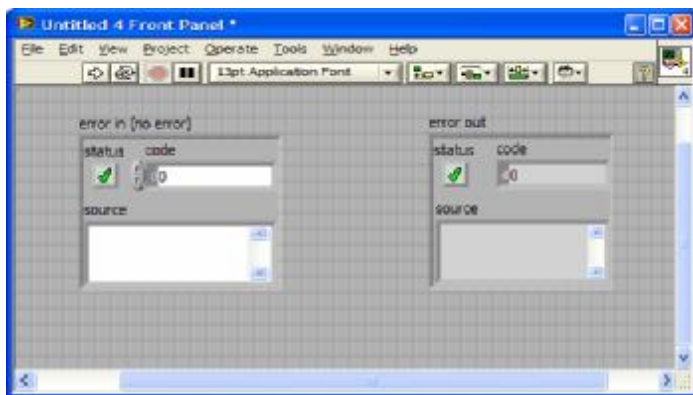 Untitled 4 Front Panel *
File Edit View Project Operate Tools Window Help
13pt Application Font
error in (no error)
status code
0
source
error out
status code
0
source